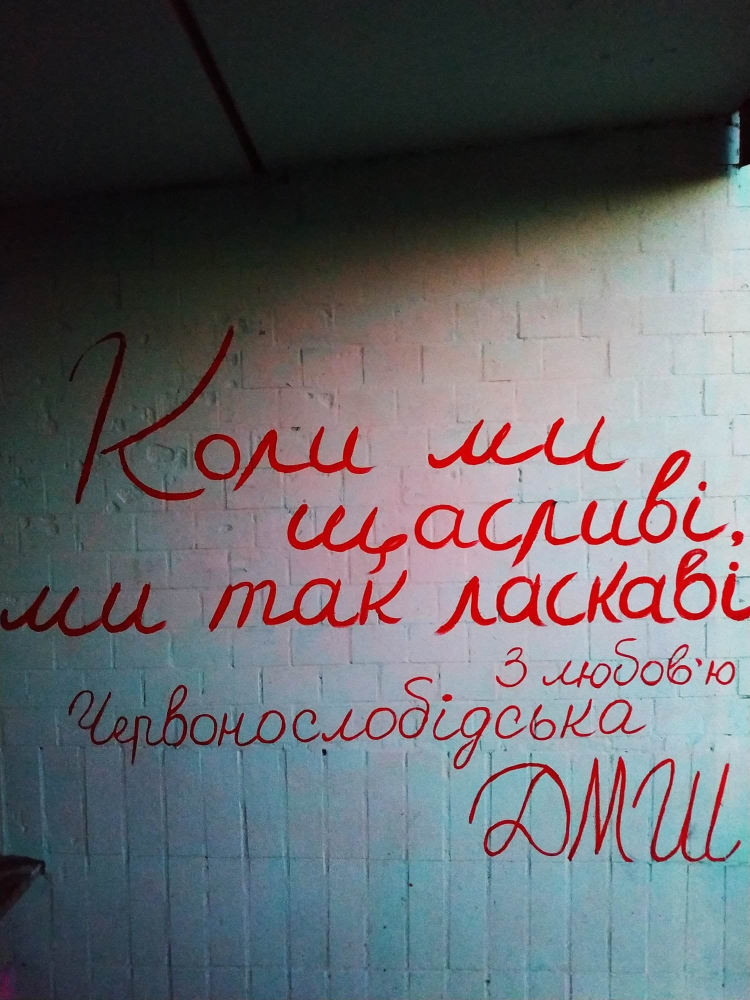 Коли ми
щасливі,
ми так ласкаві
З любов'ю
Червонослобідська
ДМШ